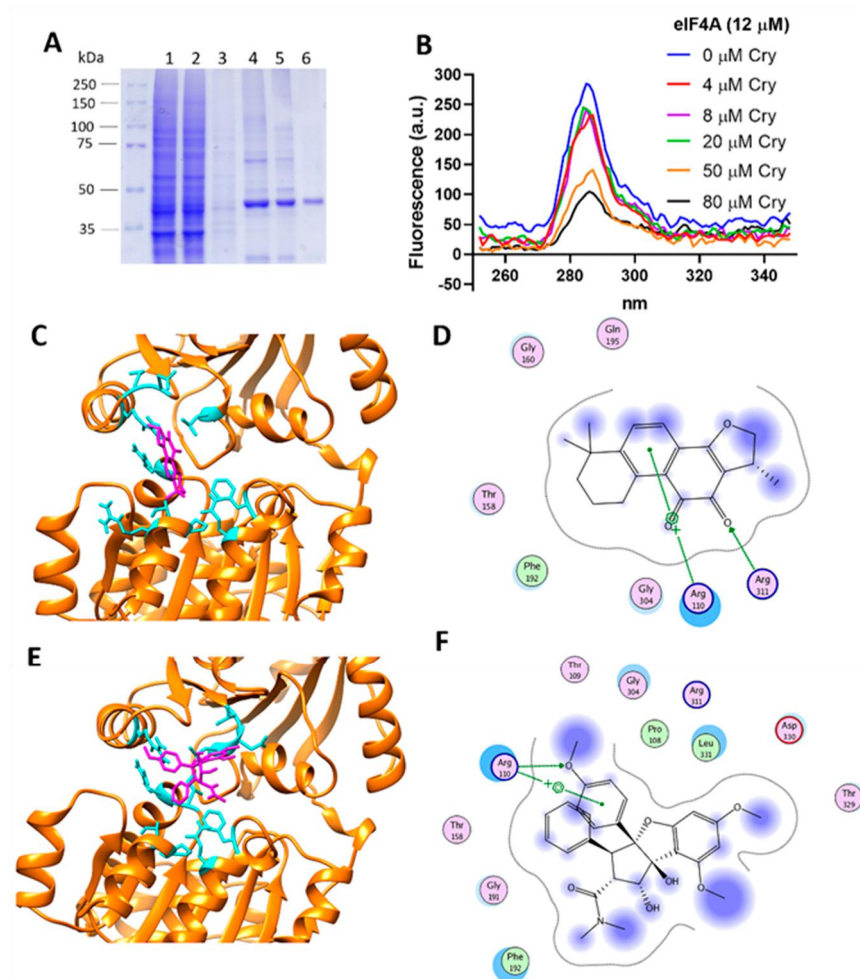 A
kDa
1 2 3 4 5 6
250
150
100
75
50
35
B
eIF4A (12 μM)
0 μM Cry
4 μM Cry
8 μM Cry
20 μM Cry
50 μM Cry
80 μM Cry
Fluorescence (a.u.)
300
250
200
150
100
50
0
-50
260 280 300 320 340
nm
C
D
Gly
160
Gln
195
Thr
158
Phe
192
Gly
304
Arg
110
Arg
311
O
O
O
E
F
Thr
109
Gly
304
Arg
311
Pro
108
Leu
331
Asp
330
Arg
110
Thr
329
Thr
158
Gly
191
Phe
192
O
O
O
O
O
N
OH
OH